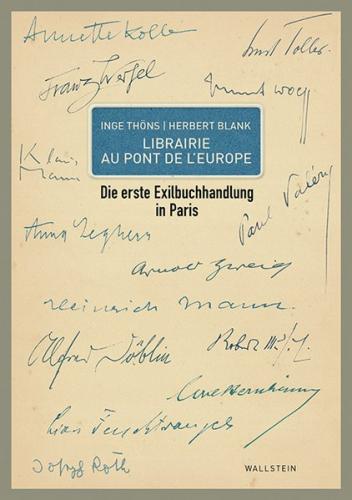 Annette Kolb
Ernst Toller
Franz Werfel
INGE THÖNS | HERBERT BLANK
LIBRAIRIE
AU PONT DE L'EUROPE
Klaus
Mann
Die erste Exilbuchhandlung
in Paris
Paul Valéry
Anna Seghers
Arnold Zweig
Heinrich Mann.
Alfred Döblin
Lion Feuchtwanger
Joseph Roth
WALLSTEIN